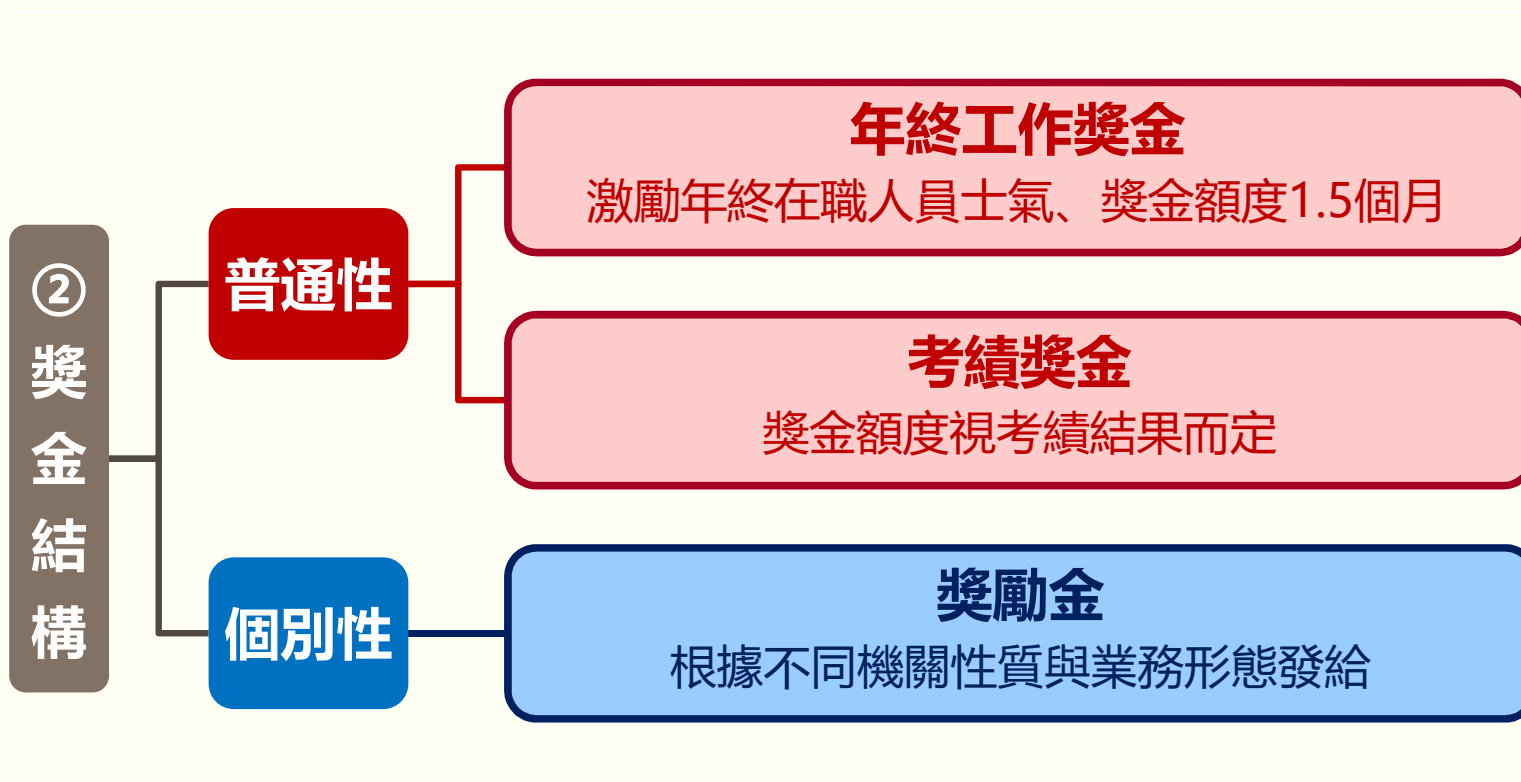 ②獎金結構
普通性
年終工作獎金
激勵年終在職人員士氣、獎金額度1.5個月
考績獎金
獎金額度視考績結果而定
個別性
獎勵金
根據不同機關性質與業務形態發給